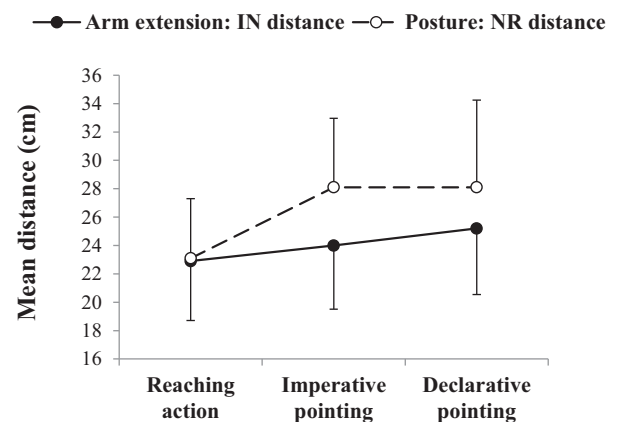 Arm extension: IN distance Posture: NR distance
Mean distance (cm)
36
34
32
30
28
26
24
22
20
18
16
Reaching action
Imperative pointing
Declarative pointing